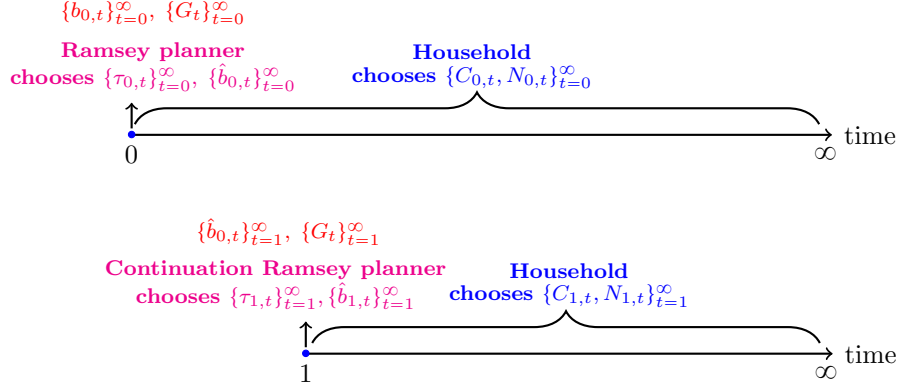 {b_{0,t}}_{t=0}^∞, {G_t}_{t=0}^∞
Ramsey planner
chooses {τ_{0,t}}_{t=0}^∞, {b̂_{0,t}}_{t=0}^∞
Household
chooses {C_{0,t}, N_{0,t}}_{t=0}^∞
time
0
∞
{b̂_{0,t}}_{t=1}^∞, {G_t}_{t=1}^∞
Continuation Ramsey planner
chooses {τ_{1,t}}_{t=1}^∞, {b̂_{1,t}}_{t=1}^∞
Household
chooses {C_{1,t}, N_{1,t}}_{t=1}^∞
time
1
∞